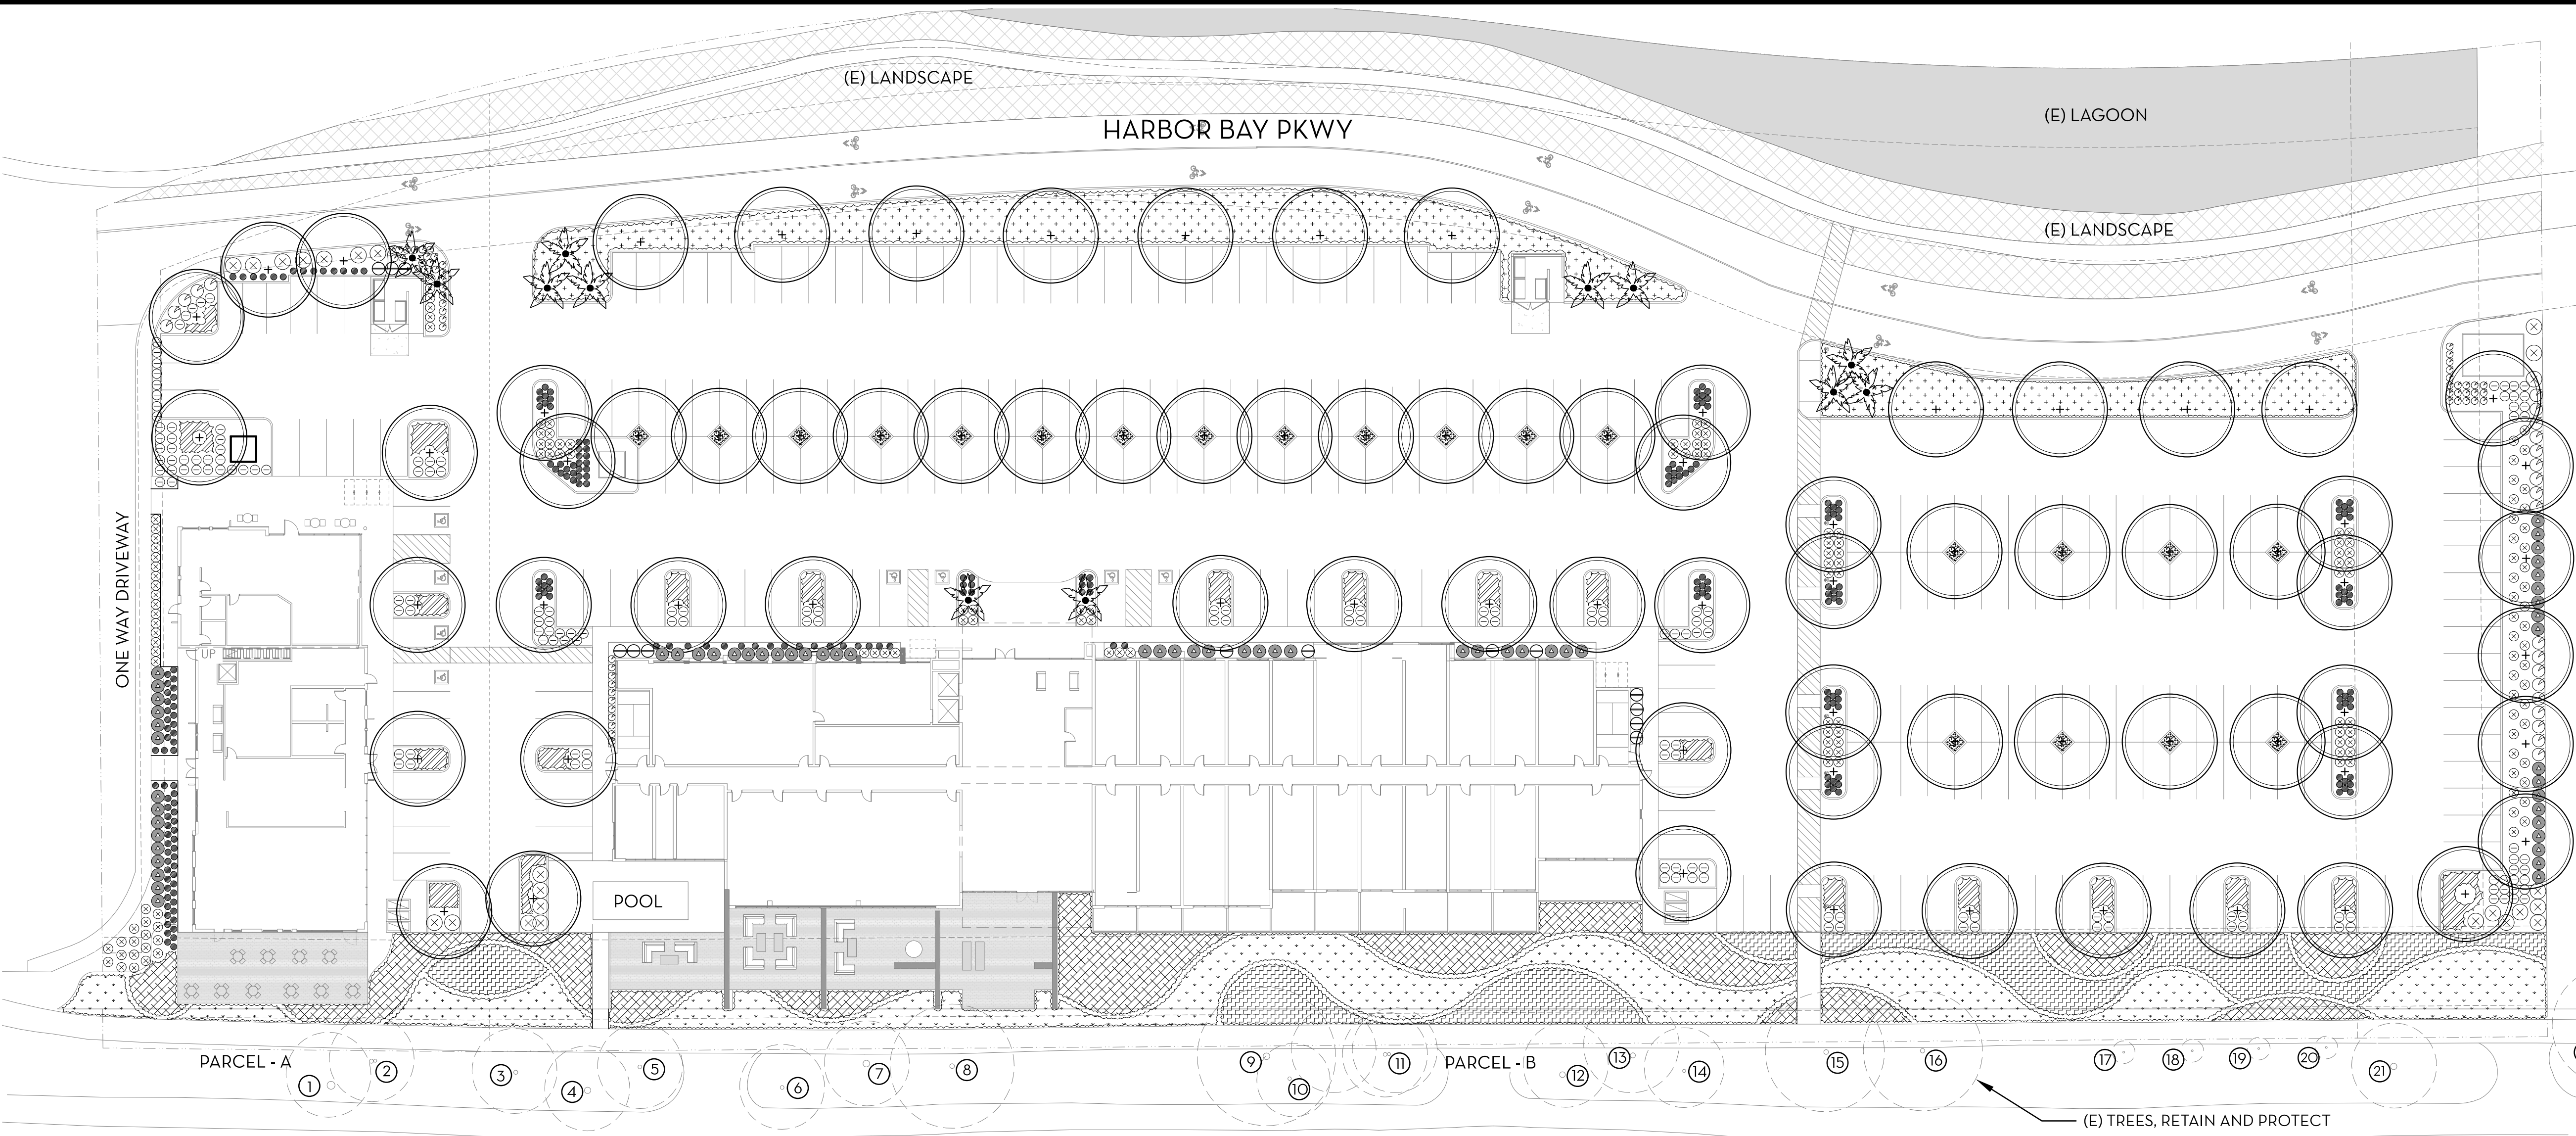 (E) LANDSCAPE
(E) LAGOON
HARBOR BAY PKWY
(E) LANDSCAPE
ONE WAY DRIVEWAY
UP
POOL
PARCEL - A
PARCEL - B
1
2
3
4
5
6
7
8
9
10
11
12
13
14
15
16
17
18
19
20
21
(E) TREES, RETAIN AND PROTECT